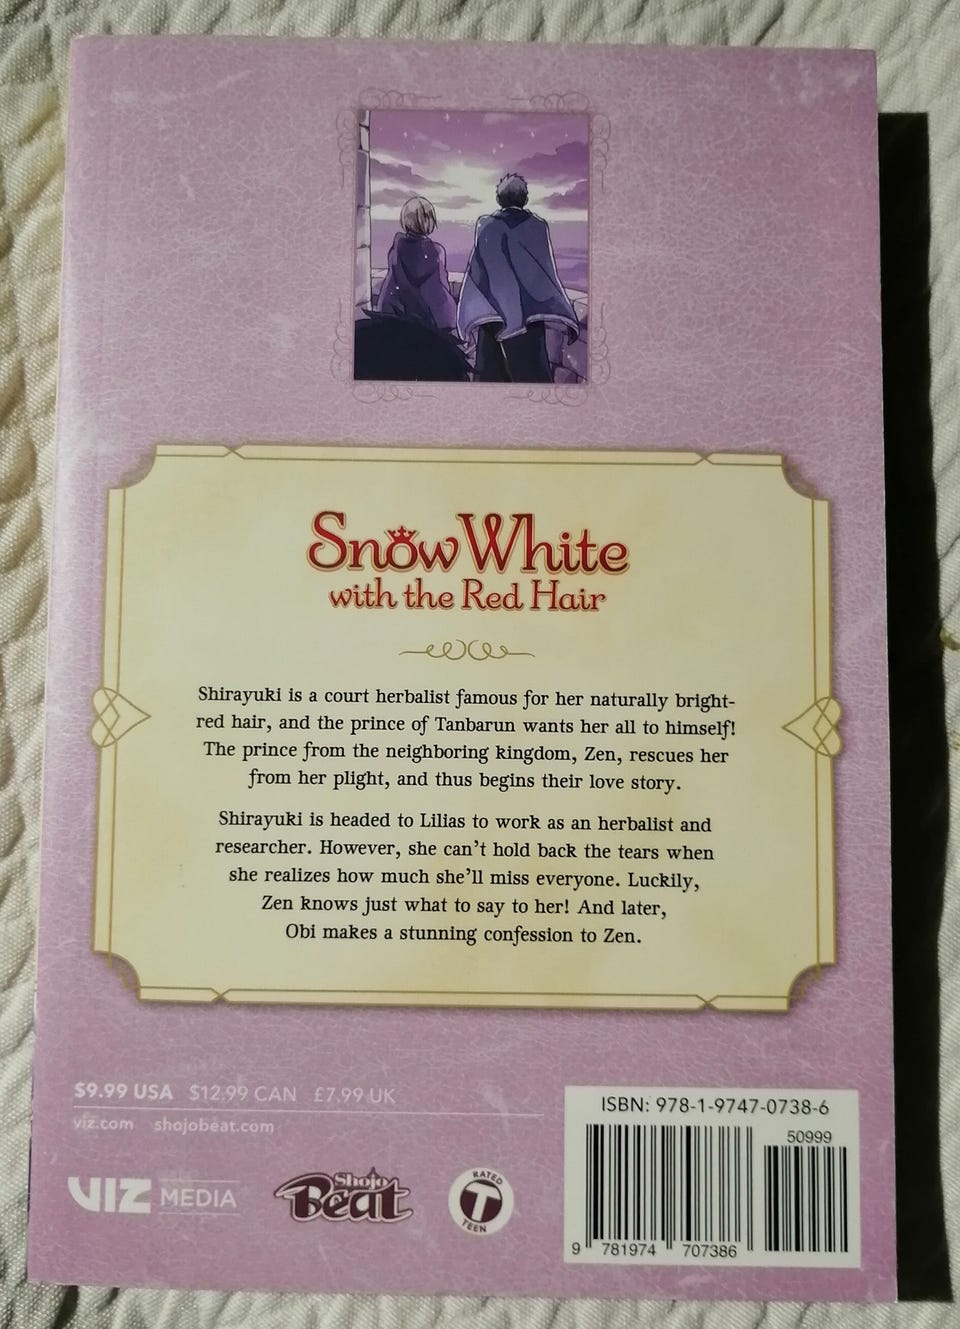 Snow White
with the Red Hair
Shirayuki is a court herbalist famous for her naturally bright-
red hair, and the prince of Tanbarun wants her all to himself!
The prince from the neighboring kingdom, Zen, rescues her
from her plight, and thus begins their love story.
Shirayuki is headed to Lilias to work as an herbalist and
researcher. However, she can't hold back the tears when
she realizes how much she'll miss everyone. Luckily,
Zen knows just what to say to her! And later,
Obi makes a stunning confession to Zen.
$9.99 USA $12.99 CAN £7.99 UK
viz.com shojobeat.com
VIZ MEDIA
Shojo
Beat
RATED
T
TEEN
ISBN: 978-1-9747-0738-6
50999
9 781974 707386